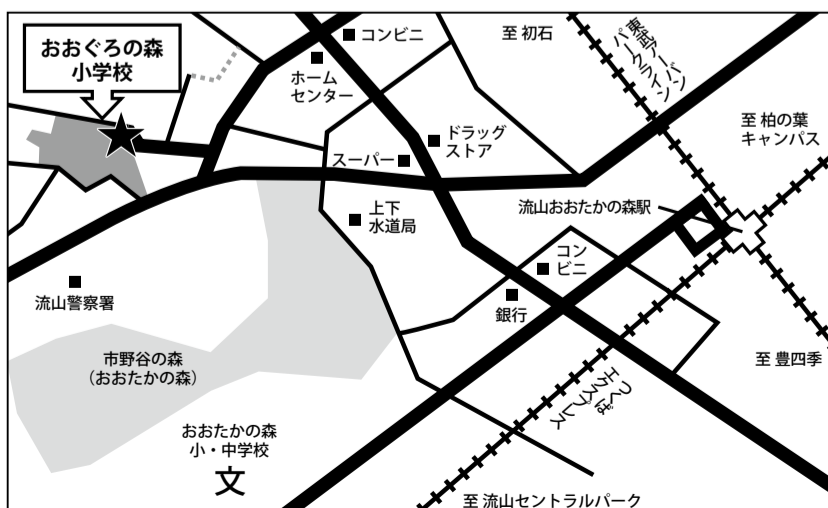 おおぐろの森
小学校
コンビニ
ホーム
センター
ドラッグ
ストア
スーパー
上下
水道局
流山警察署
市野谷の森
（おおたかの森）
おおたかの森
小・中学校
文
至 初石
東武アーバン
パークライン
至 柏の葉
キャンパス
流山おおたかの森駅
コン
ビニ
銀行
至 豊四季
つくば
エクスプレス
至 流山セントラルパーク